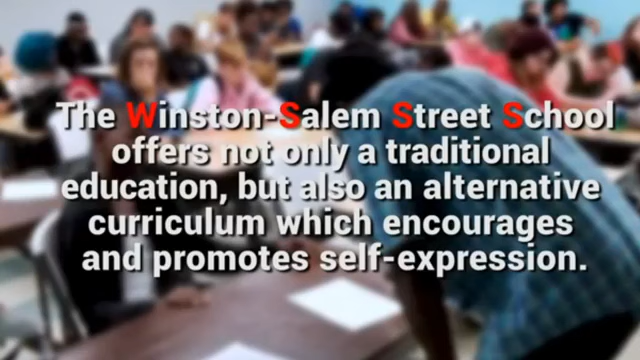 The Winston-Salem Street School
offers not only a traditional
education, but also an alternative
curriculum which encourages
and promotes self-expression.